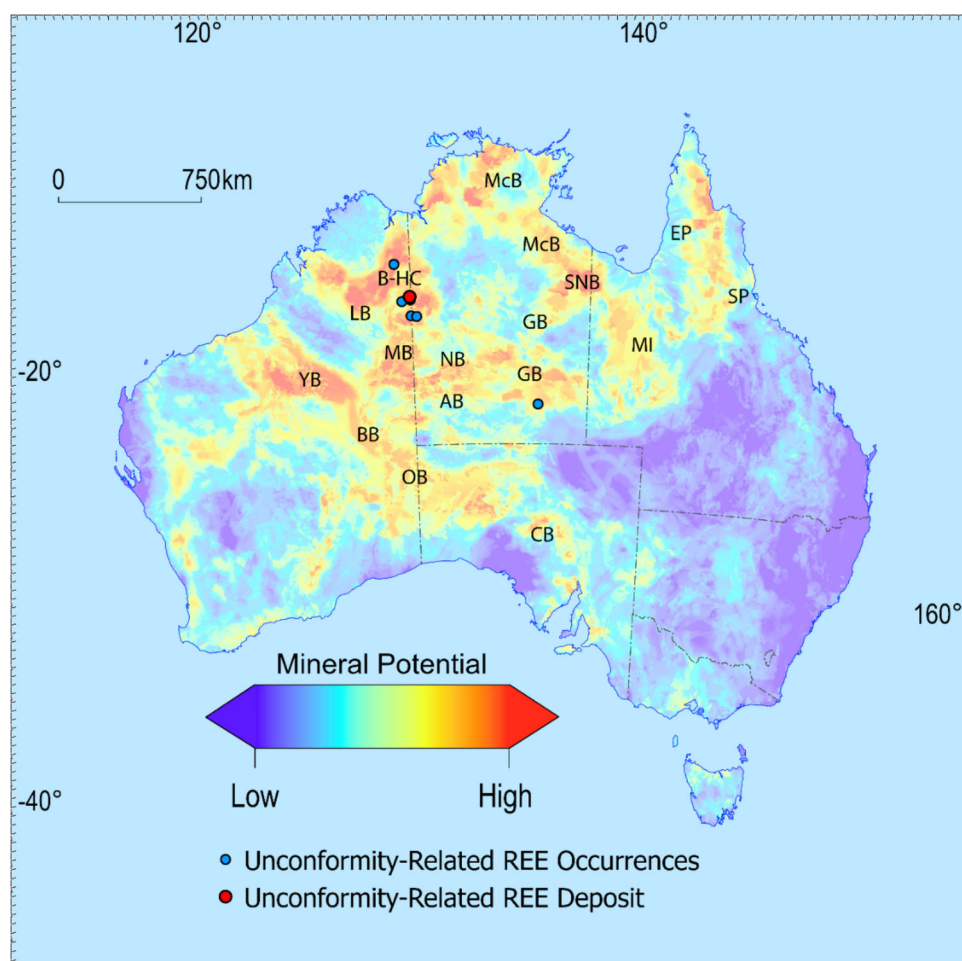 120°
140°
0
750km
McB
McB
EP
B-HC
SNB
SP
LB
GB
MB
NB
MI
-20°
YB
GB
AB
BB
OB
CB
160°
Mineral Potential
Low
High
-40°
Unconformity-Related REE Occurrences
Unconformity-Related REE Deposit